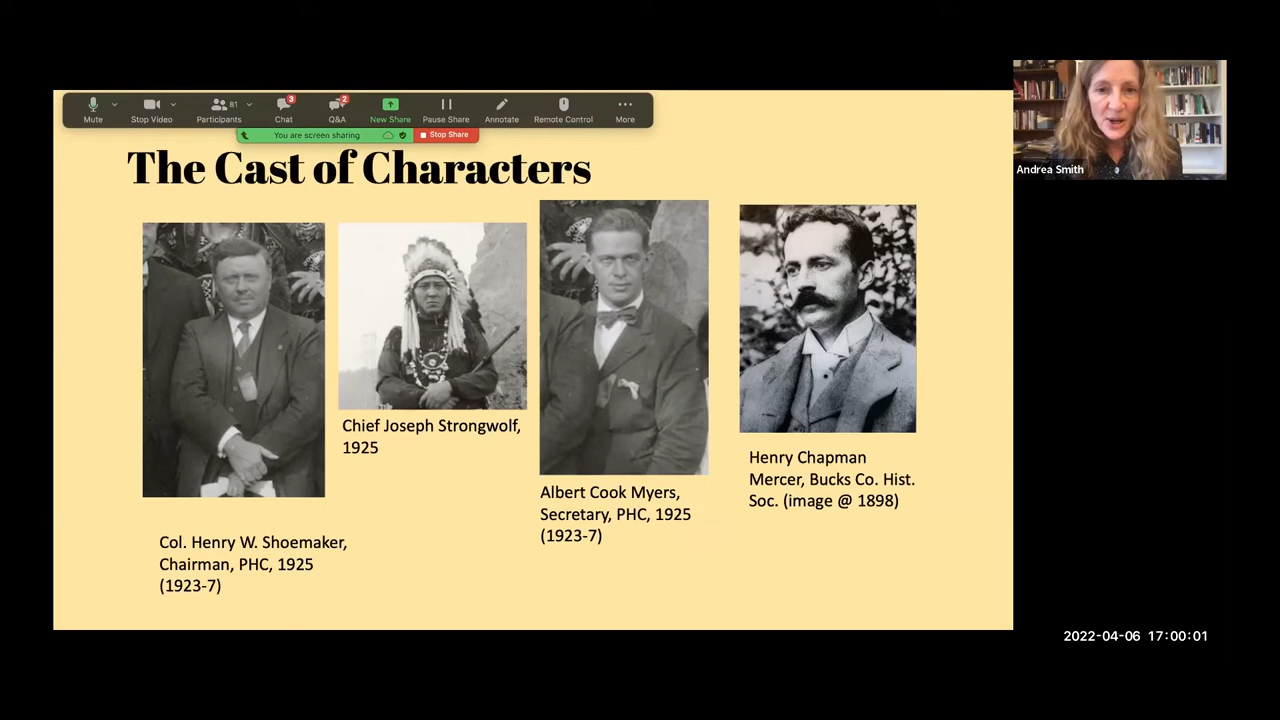 81
3
2
Mute
Stop Video
Participants
Chat
Q&A
New Share
Pause Share
Annotate
Remote Control
More
You are screen sharing
Stop Share
The Cast of Characters
Andrea Smith
Chief Joseph Strongwolf,
1925
Albert Cook Myers,
Secretary, PHC, 1925
(1923-7)
Henry Chapman
Mercer, Bucks Co. Hist.
Soc. (image @ 1898)
Col. Henry W. Shoemaker,
Chairman, PHC, 1925
(1923-7)
2022-04-06 17:00:01